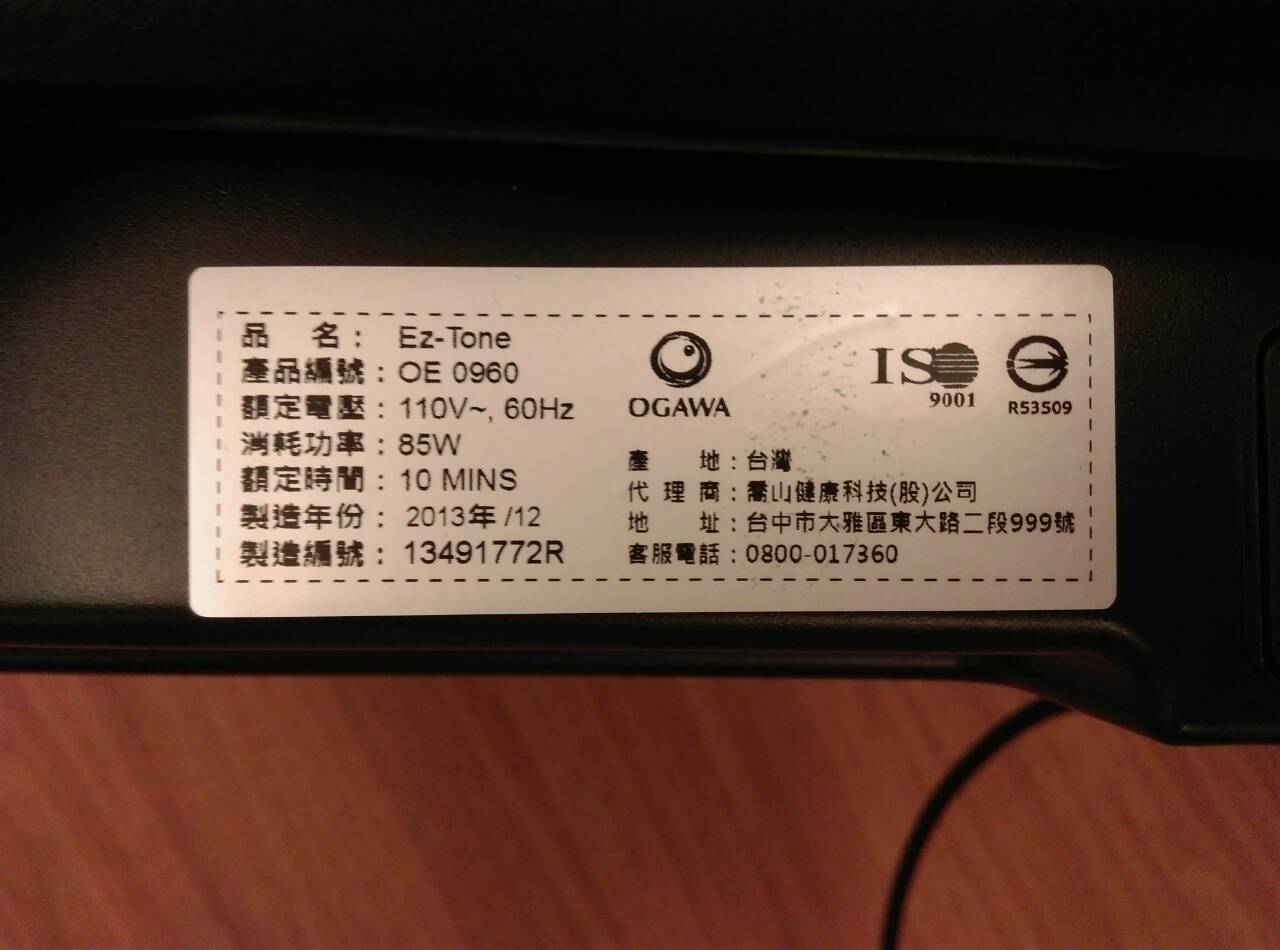 品　　名： Ez-Tone
產品編號：OE 0960
額定電壓：110V~, 60Hz
消耗功率：85W
額定時間：10 MINS
製造年份： 2013年 /12
製造編號： 13491772R
OGAWA
ISO
9001
R53509
產　　地：台灣
代 理 商：喬山健康科技(股)公司
地　　址：台中市大雅區東大路二段999號
客服電話：0800-017360